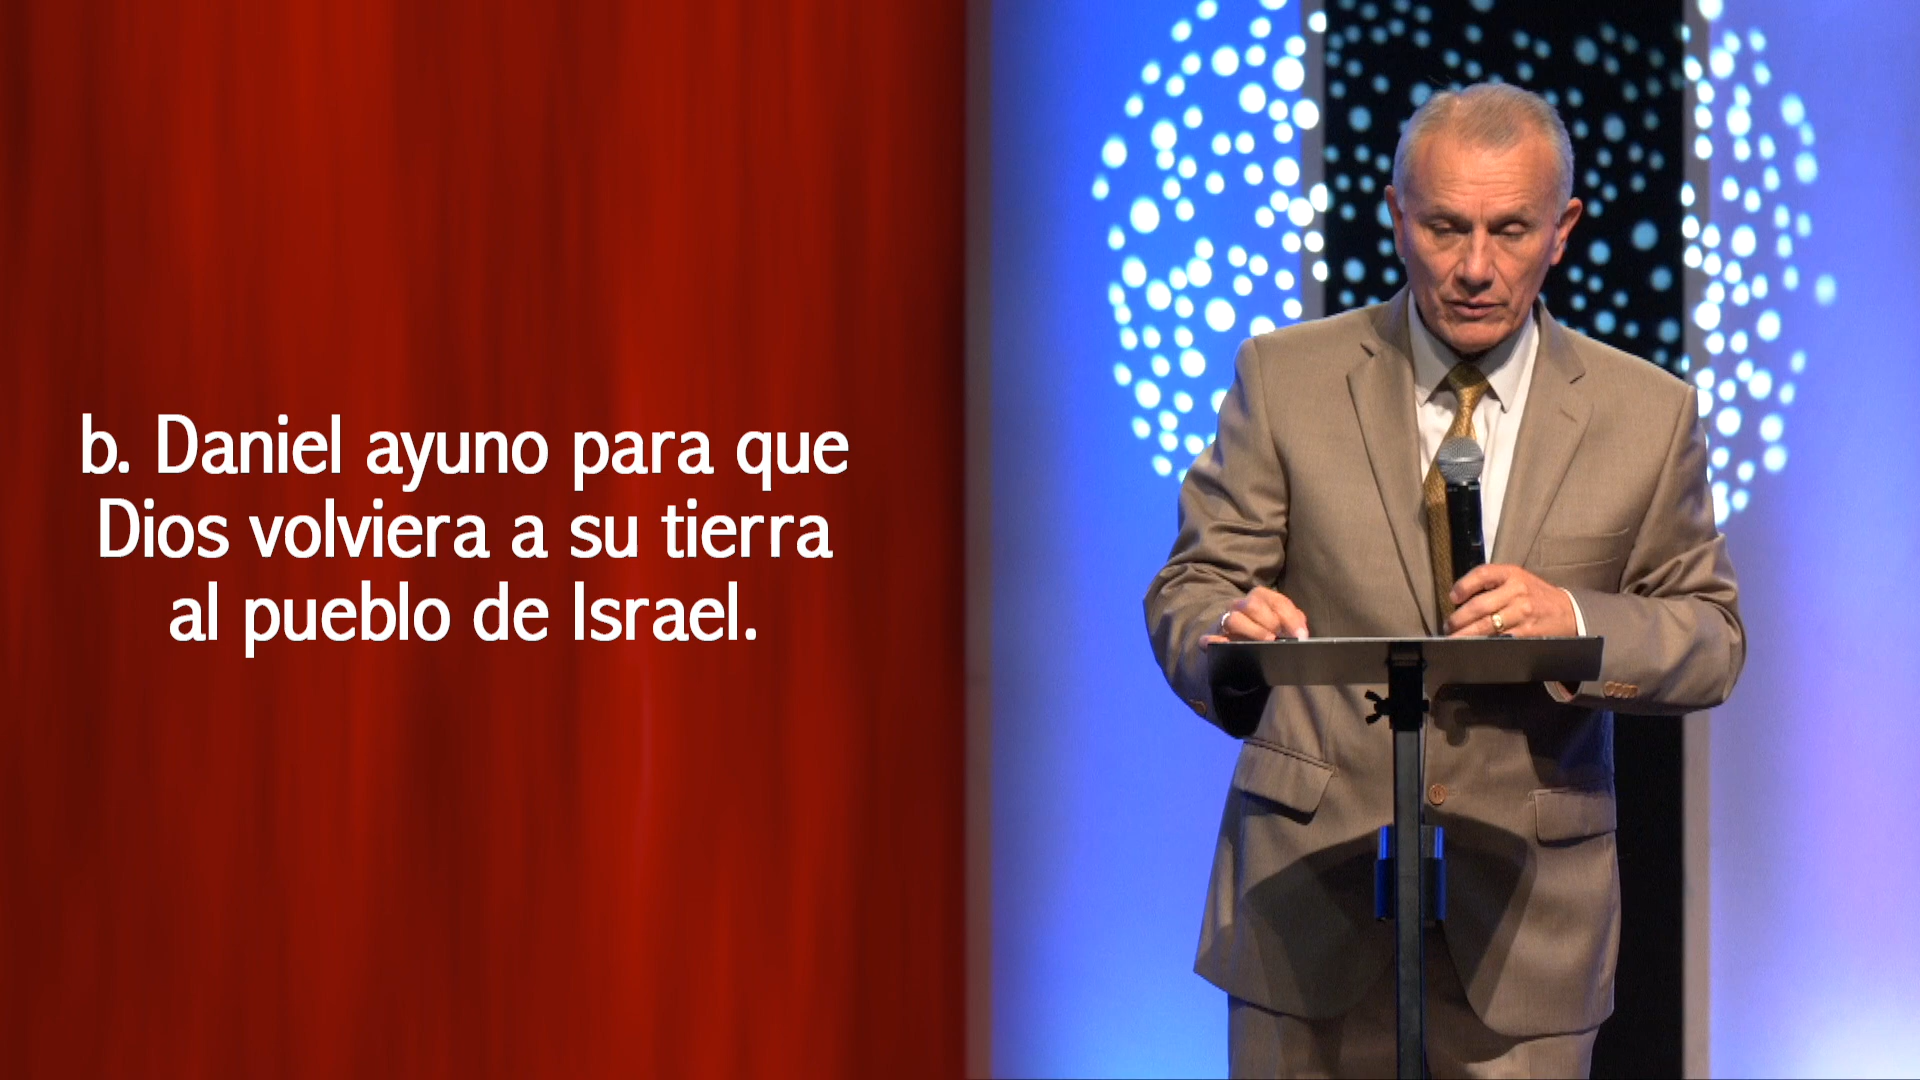 b. Daniel ayuno para que
Dios volviera a su tierra
al pueblo de Israel.